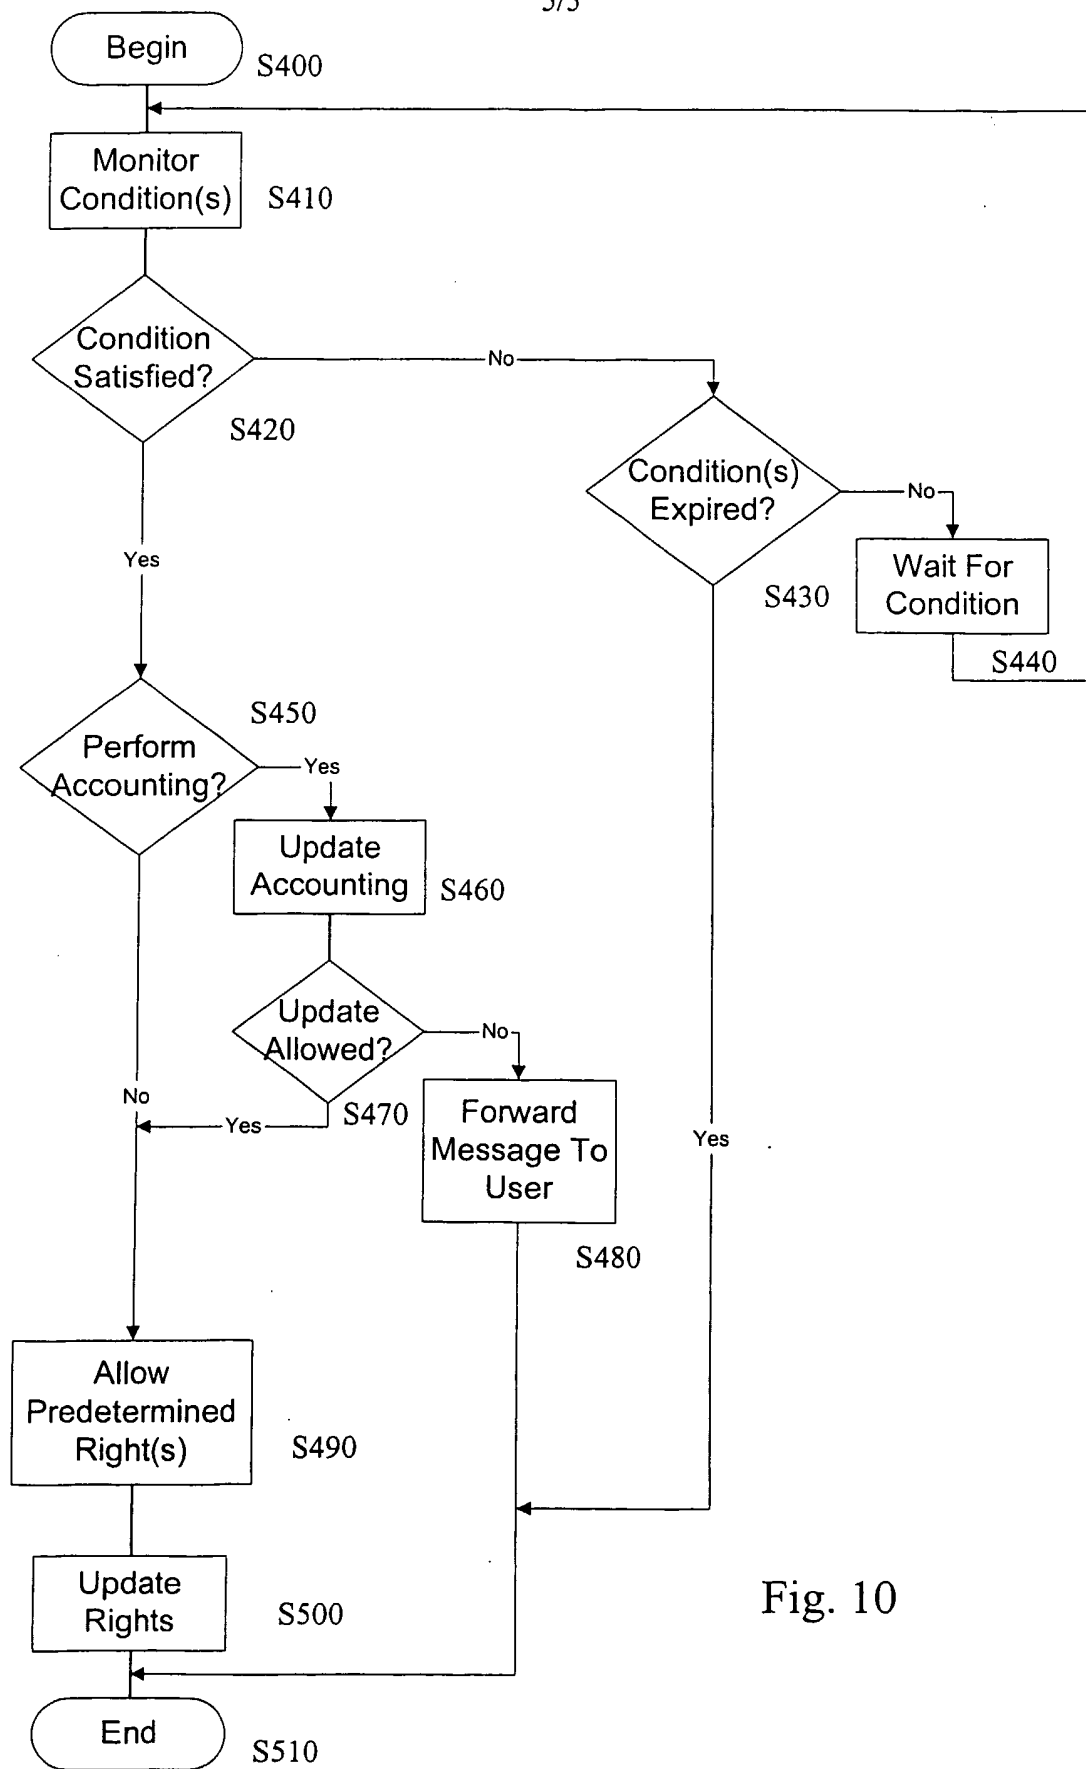 5/5
Begin
S400
Monitor
Condition(s)
S410
Condition
Satisfied?
No
S420
Condition(s)
Expired?
No
Yes
S430
Wait For
Condition
S440
S450
Perform
Accounting?
Yes
Update
Accounting
S460
Update
Allowed?
No
No
S470
Yes
Forward
Message To
User
Yes
S480
Allow
Predetermined
Right(s)
S490
Update
Rights
S500
Fig. 10
End
S510